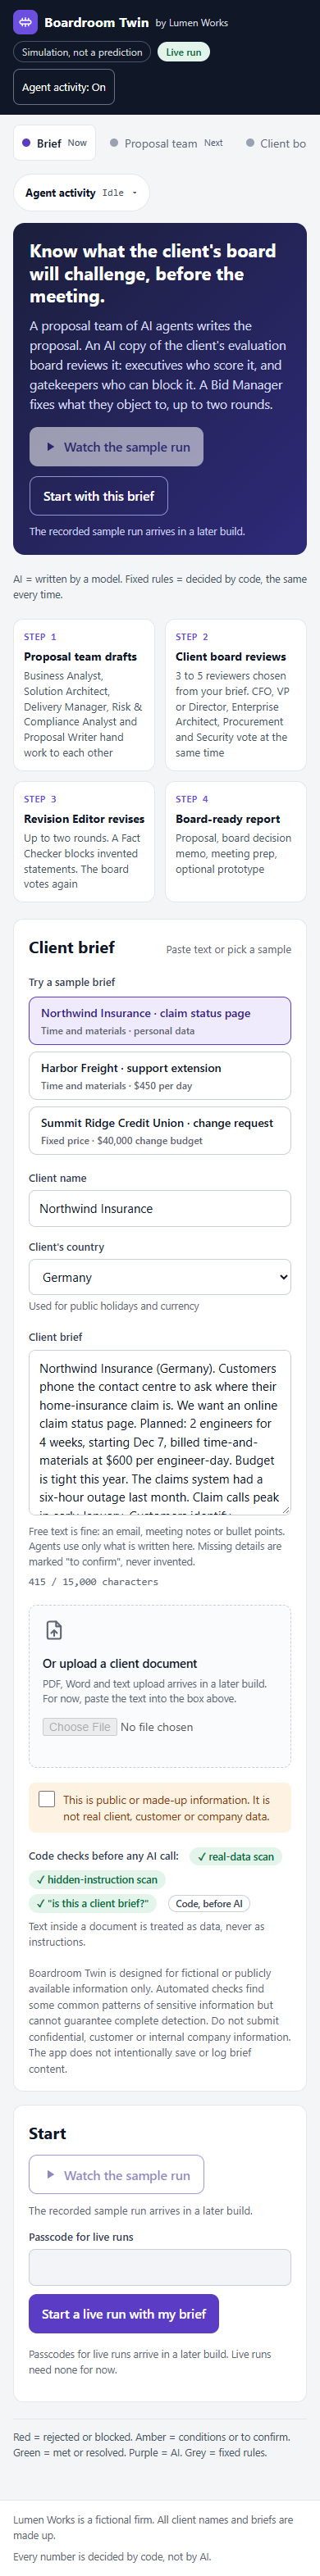 Boardroom Twin by Lumen Works
Simulation, not a prediction Live run
Agent activity: On
Brief Now Proposal team Next Client bo
Agent activity Idle
Know what the client's board
will challenge, before the
meeting.
A proposal team of AI agents writes the
proposal. An AI copy of the client's evaluation
board reviews it: executives who score it, and
gatekeepers who can block it. A Bid Manager
fixes what they object to, up to two rounds.
Watch the sample run
Start with this brief
The recorded sample run arrives in a later build.
AI = written by a model. Fixed rules = decided by code, the same
every time.
STEP 1
Proposal team drafts
Business Analyst,
Solution Architect,
Delivery Manager, Risk &
Compliance Analyst and
Proposal Writer hand
work to each other
STEP 2
Client board reviews
3 to 5 reviewers chosen
from your brief. CFO, VP
or Director, Enterprise
Architect, Procurement
and Security vote at the
same time
STEP 3
Revision Editor revises
Up to two rounds. A Fact
Checker blocks invented
statements. The board
votes again
STEP 4
Board-ready report
Proposal, board decision
memo, meeting prep,
optional prototype
Client brief Paste text or pick a sample
Try a sample brief
Northwind Insurance · claim status page
Time and materials · personal data
Harbor Freight · support extension
Time and materials · $450 per day
Summit Ridge Credit Union · change request
Fixed price · $40,000 change budget
Client name
Northwind Insurance
Client's country
Germany
Used for public holidays and currency
Client brief
Northwind Insurance (Germany). Customers
phone the contact centre to ask where their
home-insurance claim is. We want an online
claim status page. Planned: 2 engineers for
4 weeks, starting Dec 7, billed time-and-
materials at $600 per engineer-day. Budget
is tight this year. The claims system had a
six-hour outage last month. Claim calls peak
in early January. Customers identify
Free text is fine: an email, meeting notes or bullet points.
Agents use only what is written here. Missing details are
marked "to confirm", never invented.
415 / 15,000 characters
Or upload a client document
PDF, Word and text upload arrives in a later build.
For now, paste the text into the box above.
Choose File No file chosen
This is public or made-up information. It is
not real client, customer or company data.
Code checks before any AI call: ✓ real-data scan
✓ hidden-instruction scan
✓ "is this a client brief?" Code, before AI
Text inside a document is treated as data, never as
instructions.
Boardroom Twin is designed for fictional or publicly
available information only. Automated checks find
some common patterns of sensitive information but
cannot guarantee complete detection. Do not submit
confidential, customer or internal company information.
The app does not intentionally save or log brief
content.
Start
Watch the sample run
The recorded sample run arrives in a later build.
Passcode for live runs
Start a live run with my brief
Passcodes for live runs arrive in a later build. Live runs
need none for now.
Red = rejected or blocked. Amber = conditions or to confirm.
Green = met or resolved. Purple = AI. Grey = fixed rules.
Lumen Works is a fictional firm. All client names and briefs are
made up.
Every number is decided by code, not by AI.